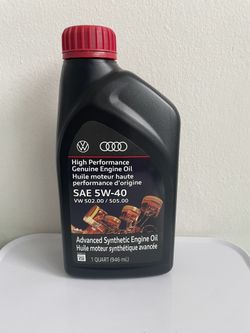 High Performance
Genuine Engine Oil
Huile moteur haute
performance d'origine
SAE 5W-40
VW 502.00 / 505.00
Advanced Synthetic Engine Oil
Huile moteur synthétique avancée
1 QUART (946 mL)